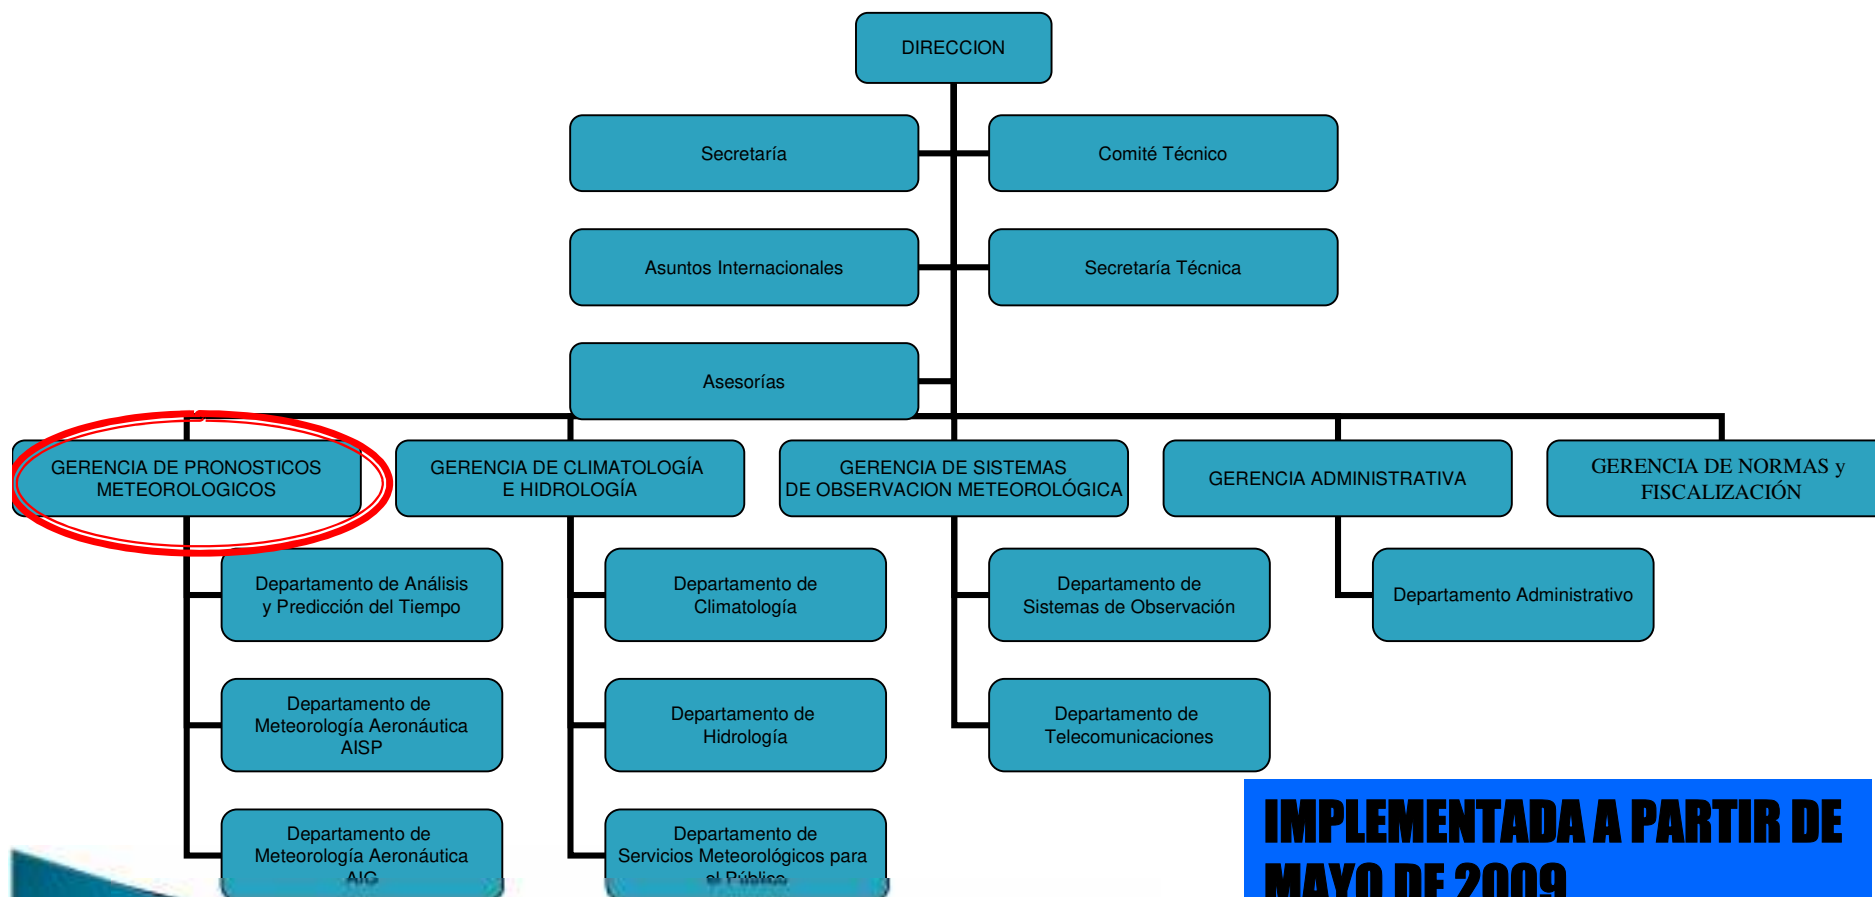 DIRECCION
Secretaría
Comité Técnico
Asuntos Internacionales
Secretaría Técnica
Asesorías
GERENCIA DE PRONOSTICOS
METEOROLOGICOS
GERENCIA DE CLIMATOLOGÍA
E HIDROLOGÍA
GERENCIA DE SISTEMAS
DE OBSERVACION METEOROLÓGICA
GERENCIA ADMINISTRATIVA
GERENCIA DE NORMAS y
FISCALIZACIÓN
Departamento de Análisis
y Predicción del Tiempo
Departamento de
Climatología
Departamento de
Sistemas de Observación
Departamento Administrativo
Departamento de
Meteorología Aeronáutica
AISP
Departamento de
Hidrología
Departamento de
Telecomunicaciones
Departamento de
Meteorología Aeronáutica
Departamento de
Servicios Meteorológicos para
el Público
IMPLEMENTADA A PARTIR DE
MAYO DE 2009